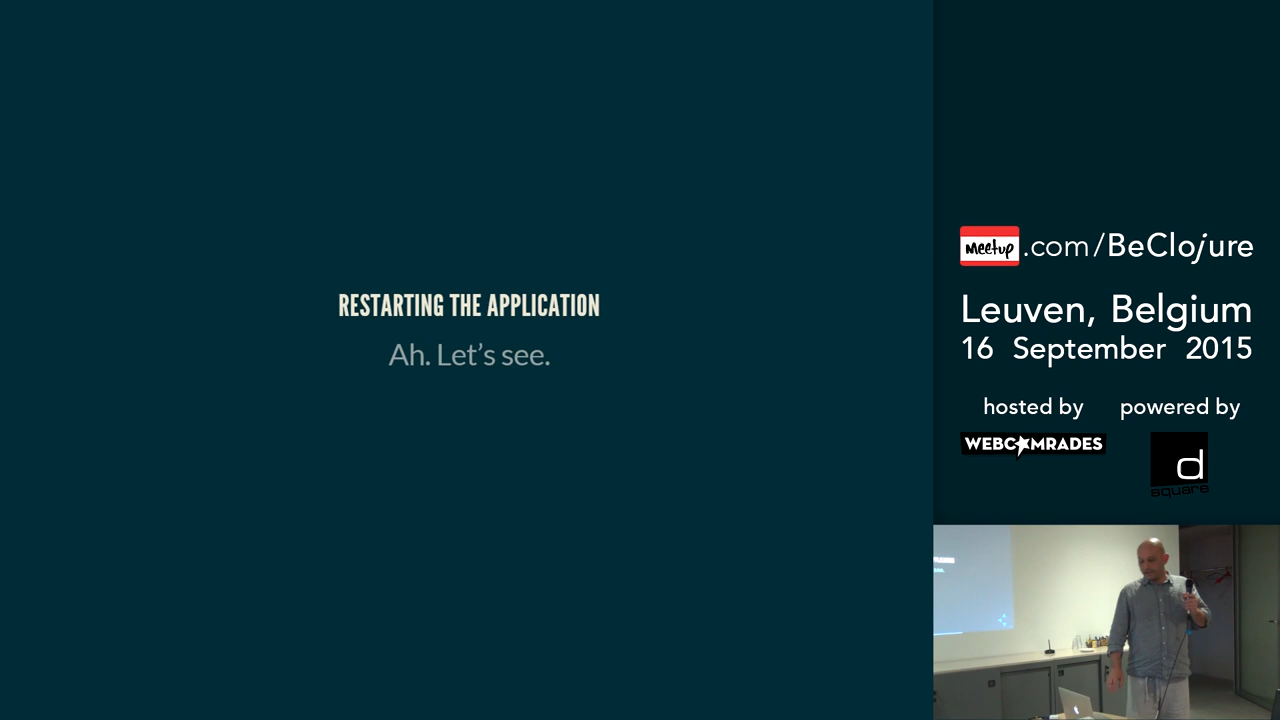 RESTARTING THE APPLICATION
Ah. Let's see.
meetup.com/BeClojure
Leuven, Belgium
16 September 2015
hosted by powered by
WEBCOMRADES
d
square